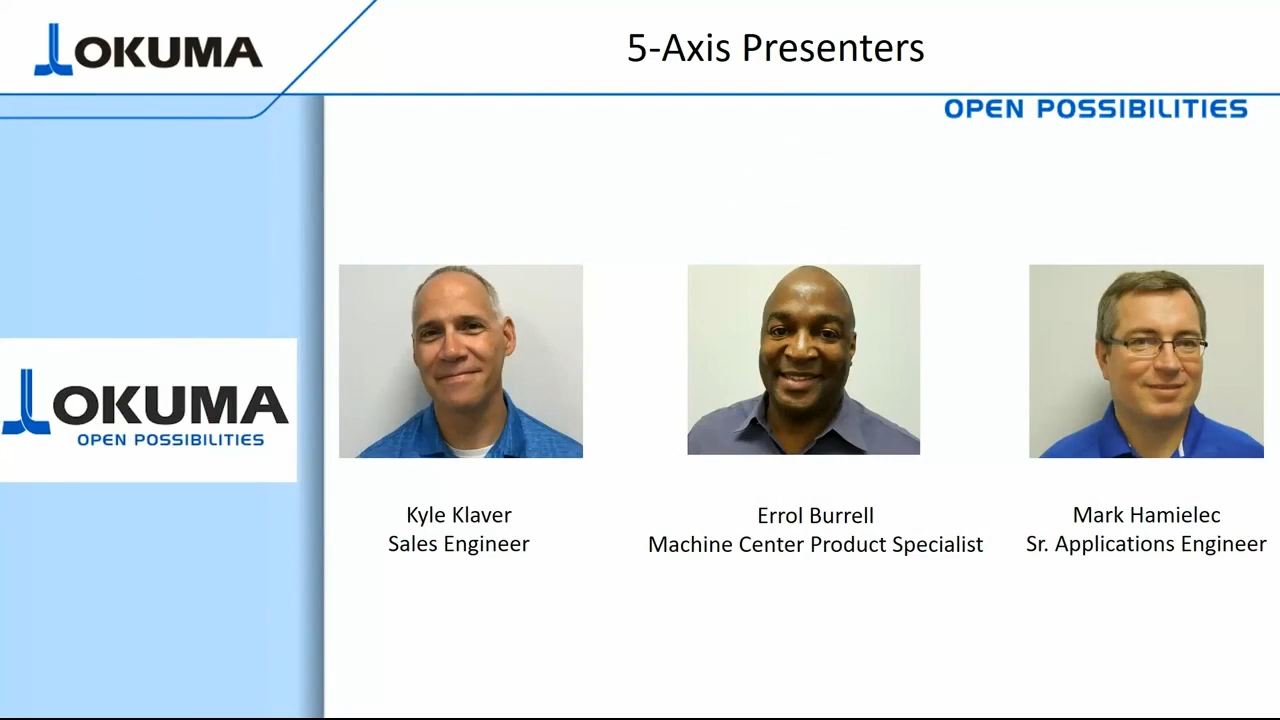 OKUMA
5-Axis Presenters
OPEN POSSIBILITIES
OKUMA
OPEN POSSIBILITIES
Kyle Klaver
Sales Engineer
Errol Burrell
Machine Center Product Specialist
Mark Hamielec
Sr. Applications Engineer